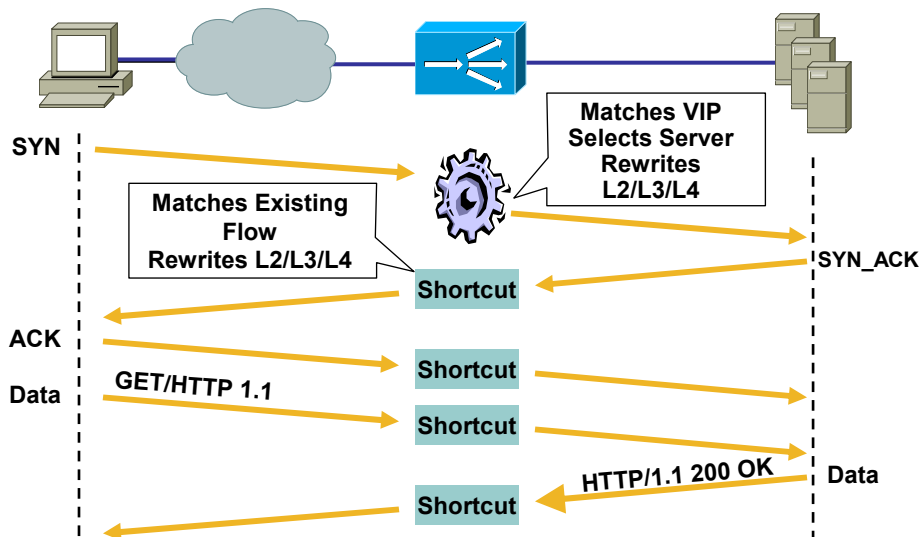 Matches VIP
Selects Server
Rewrites
L2/L3/L4
SYN
Matches Existing
Flow
Rewrites L2/L3/L4
SYN_ACK
Shortcut
ACK
Shortcut
Data
GET/HTTP 1.1
Shortcut
HTTP/1.1 200 OK
Data
Shortcut